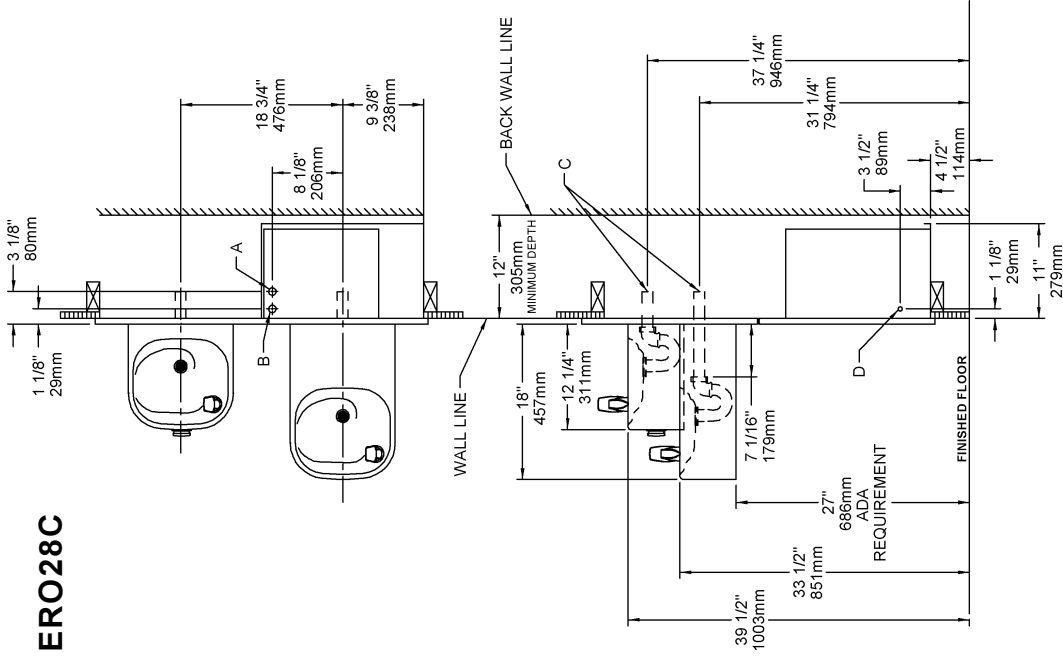 ERO28C
3 1/8"
80mm
1 1/8"
29mm
18 3/4"
476mm
9 3/8"
238mm
8 1/8"
206mm
A
B
WALL LINE
BACK WALL LINE
12"
305mm
MINIMUM DEPTH
C
37 1/4"
946mm
31 1/4"
794mm
3 1/2"
89mm
4 1/2"
114mm
1 1/8"
29mm
11"
279mm
D
18"
457mm
12 1/4"
311mm
7 1/16"
179mm
27"
686mm
ADA
REQUIREMENT
33 1/2"
851mm
39 1/2"
1003mm
FINISHED FLOOR